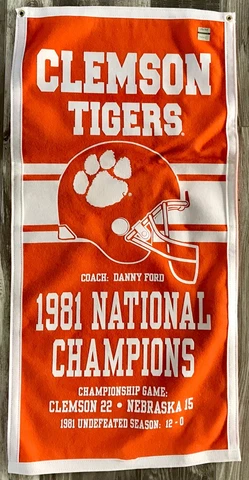 CLEMSON
TIGERS
COACH: DANNY FORD
1981 NATIONAL
CHAMPIONS
CHAMPIONSHIP GAME:
CLEMSON 22 • NEBRASKA 15
1981 UNDEFEATED SEASON: 12-0